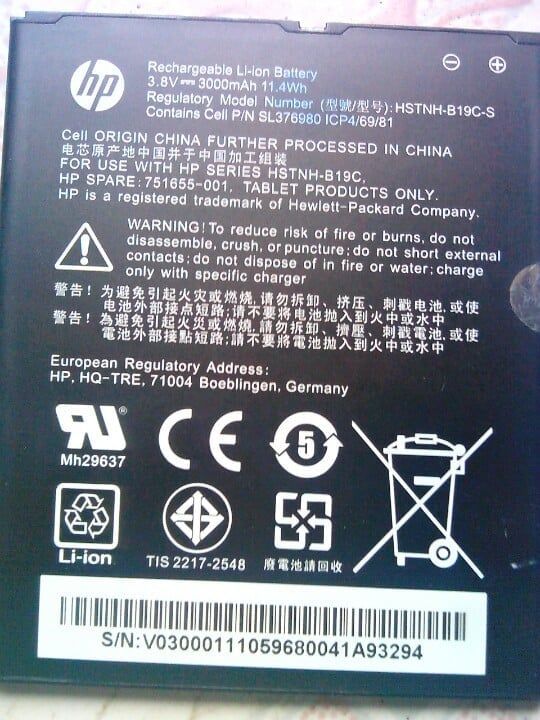 hp
Rechargeable Li-ion Battery
3.8V⎓ 3000mAh 11.4Wh
Regulatory Model Number (型號/型号): HSTNH-B19C-S
Contains Cell P/N SL376980 ICP4/69/81
Cell ORIGIN CHINA FURTHER PROCESSED IN CHINA
电芯原产地中国并于中国加工组装
FOR USE WITH HP SERIES HSTNH-B19C,
HP SPARE: 751655-001, TABLET PRODUCTS ONLY.
HP is a registered trademark of Hewlett-Packard Company.
WARNING! To reduce risk of fire or burns, do not
disassemble, crush, or puncture; do not short external
contacts; do not dispose of in fire or water; charge
only with specific charger
警告! 为避免引起火灾或燃烧,请勿拆卸、挤压、刺戳电池,或使
电池外部接点短路;请不要将电池抛入到火中或水中
警告! 為避免引起火災或燃燒,請勿拆卸、擠壓、刺戳電池,或使
電池外部接點短路;請不要將電池抛入到火中或水中
European Regulatory Address:
HP, HQ-TRE, 71004 Boeblingen, Germany
RU® CE 5
Mh29637
Li-ion TIS 2217-2548 廢電池請回收
S/N:V03000111059680041A93294